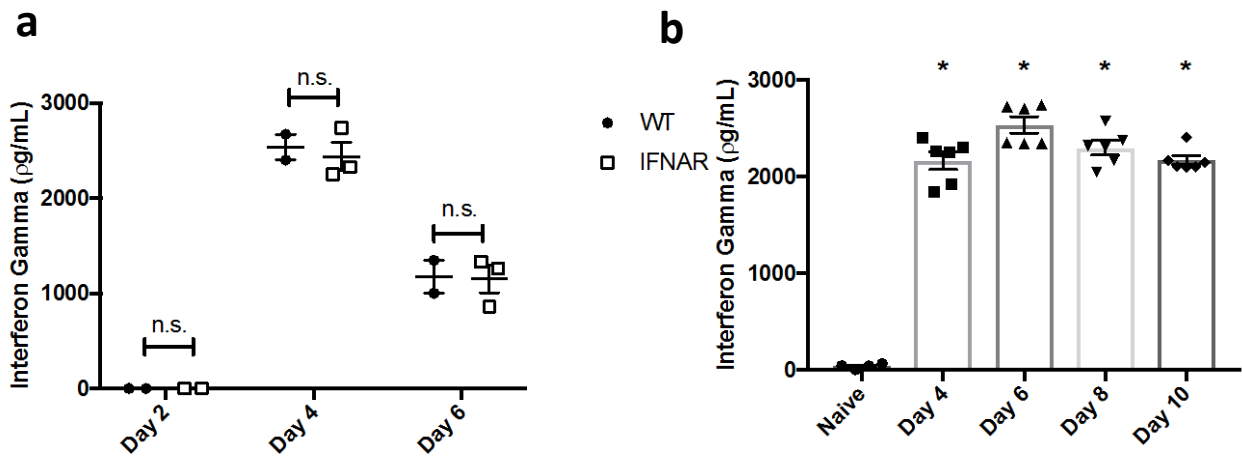 a
Interferon Gamma (ρg/mL)
3000
2000
1000
0
n.s.
n.s.
n.s.
Day 2
Day 4
Day 6
WT
IFNAR
b
Interferon Gamma (ρg/mL)
3000
2000
1000
0
*
*
*
*
Naive
Day 4
Day 6
Day 8
Day 10